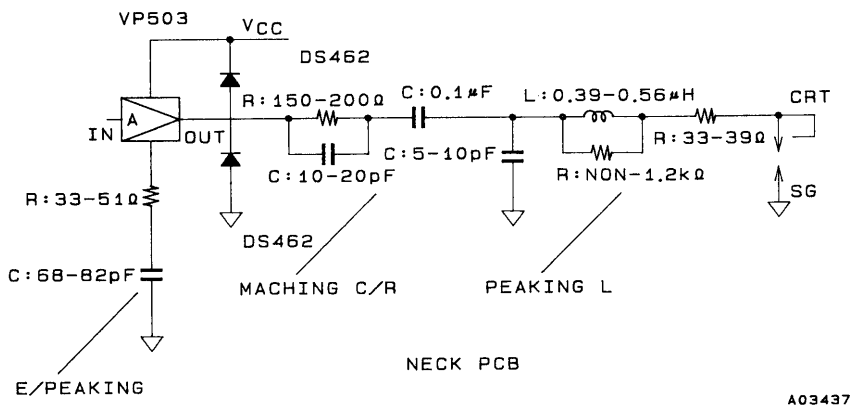 VP503
VCC
DS462
R:150-200Ω
C:0.1μF
L:0.39-0.56μH
CRT
A
IN
OUT
R:33-39Ω
C:10-20pF
C:5-10pF
R:NON-1.2kΩ
SG
R:33-51Ω
DS462
C:68-82pF
MACHING C/R
PEAKING L
NECK PCB
E/PEAKING
A03437